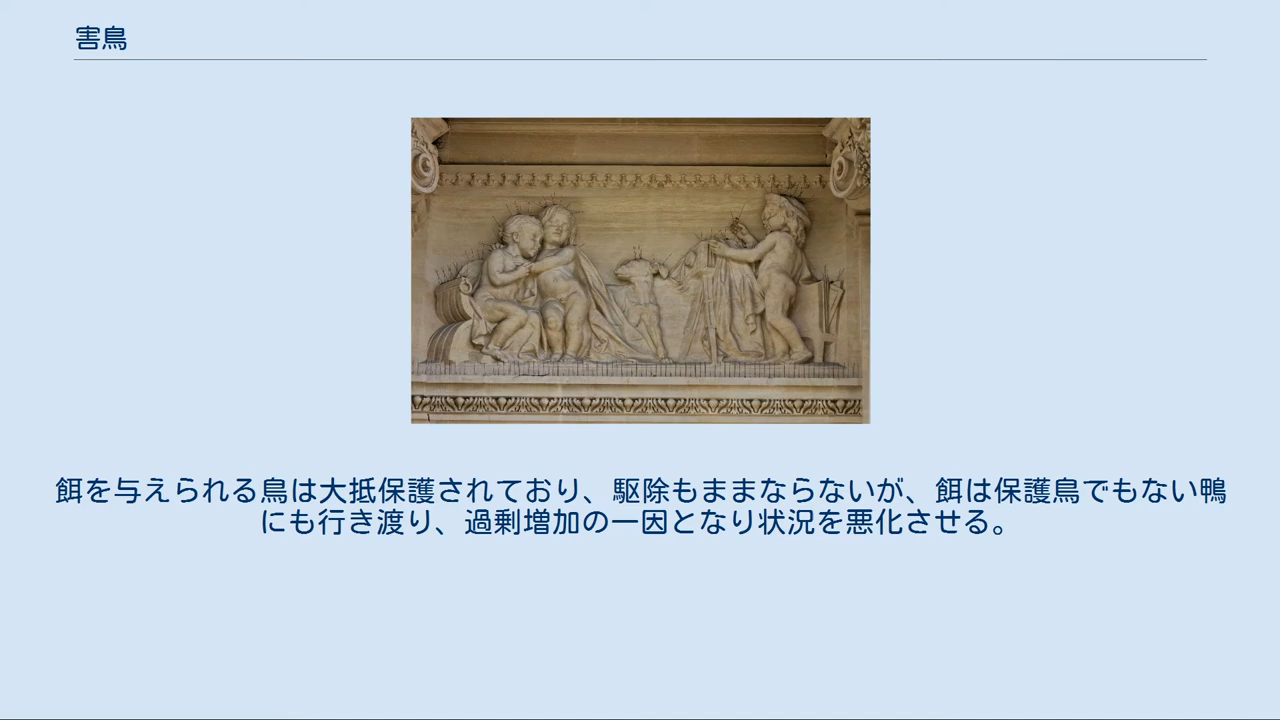 害鳥
餌を与えられる鳥は大抵保護されており、駆除もままならないが、餌は保護鳥でもない鴨
にも行き渡り、過剰増加の一因となり状況を悪化させる。